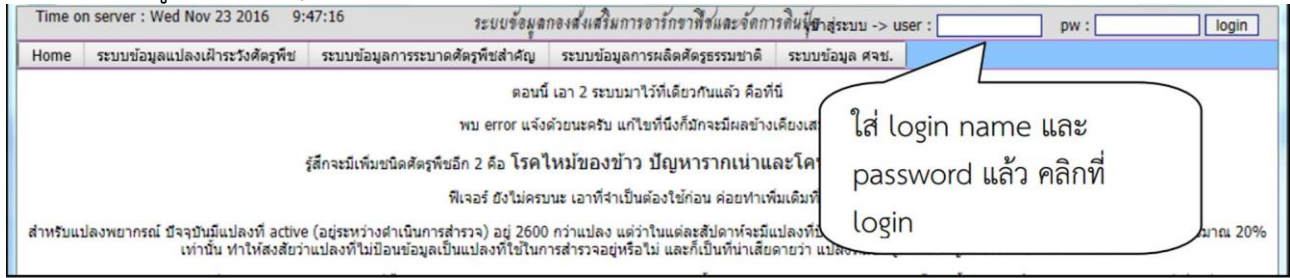 Time on server : Wed Nov 23 2016 9:47:16
ระบบข้อมูลกองส่งเสริมการอารักขาพืชและจัดการดินปุ๋ย
เข้าสู่ระบบ -> user : pw : login
Home ระบบข้อมูลแปลงเฝ้าระวังศัตรูพืช ระบบข้อมูลการระบาดศัตรูพืชสำคัญ ระบบข้อมูลการผลิตศัตรูธรรมชาติ ระบบข้อมูล ศจช.
ตอนนี้ เอา 2 ระบบมาไว้ที่เดียวกันแล้ว คือที่นี่
พบ error แจ้งด้วยนะครับ แก้ไขที่นึงก็มักจะมีผลข้างเคียงเส
รู้สึกจะมีเพิ่มชนิดศัตรูพืชอีก 2 คือ โรคไหม้ของข้าว ปัญหารากเน่าและโค
ฟีเจอร์ ยังไม่ครบนะ เอาที่จำเป็นต้องใช้ก่อน ค่อยทำเพิ่มเติมที
สำหรับแปลงพยากรณ์ ปัจจุบันมีแปลงที่ active (อยู่ระหว่างดำเนินการสำรวจ) อยู่ 2600 กว่าแปลง แต่ว่าในแต่ละสัปดาห์จะมีแปลงที่ มาณ 20%
เท่านั้น ทำให้สงสัยว่าแปลงที่ไม่ป้อนข้อมูลเป็นแปลงที่ใช้ในการสำรวจอยู่หรือไม่ และก็เป็นที่น่าเสียดายว่า
ใส่ login name และ
password แล้ว คลิกที่
login